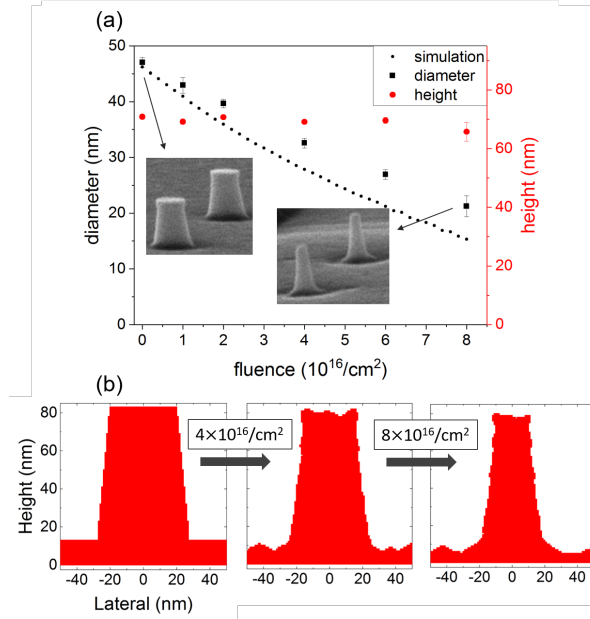 (a)
50
40
30
20
10
0
diameter (nm)
simulation
diameter
height
100
80
60
40
20
0
height (nm)
0 1 2 3 4 5 6 7 8
fluence (10¹⁶/cm²)
(b)
80
60
40
20
0
Height (nm)
4×10¹⁶/cm²
8×10¹⁶/cm²
-40 -20 0 20 40
-40 -20 0 20 40
-40 -20 0 20 40
Lateral (nm)